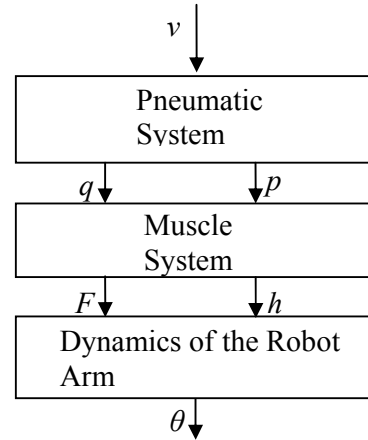 v
Pneumatic
System
q p
Muscle
System
F h
Dynamics of the Robot
Arm
θ